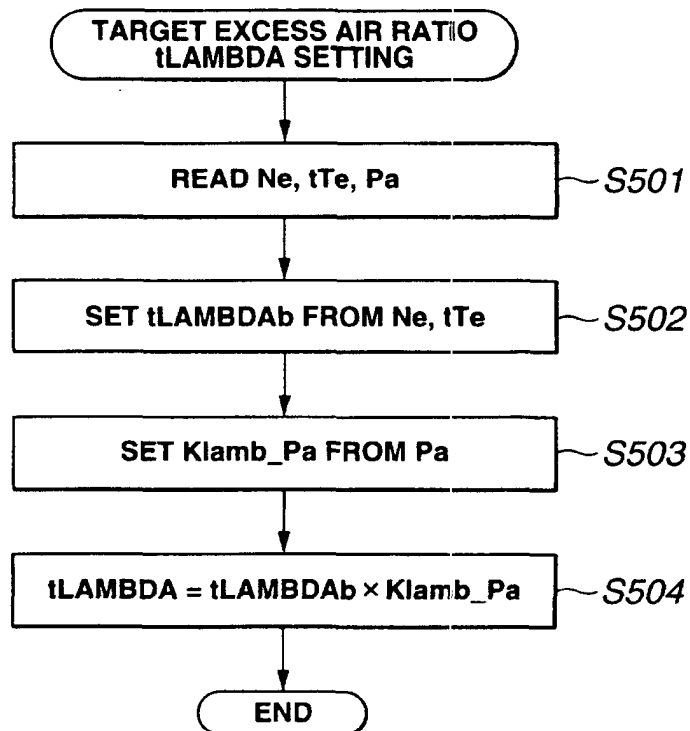 TARGET EXCESS AIR RATIO
tLAMBDA SETTING
READ Ne, tTe, Pa
S501
SET tLAMBDAb FROM Ne, tTe
S502
SET Klamb_Pa FROM Pa
S503
tLAMBDA = tLAMBDAb × Klamb_Pa
S504
END